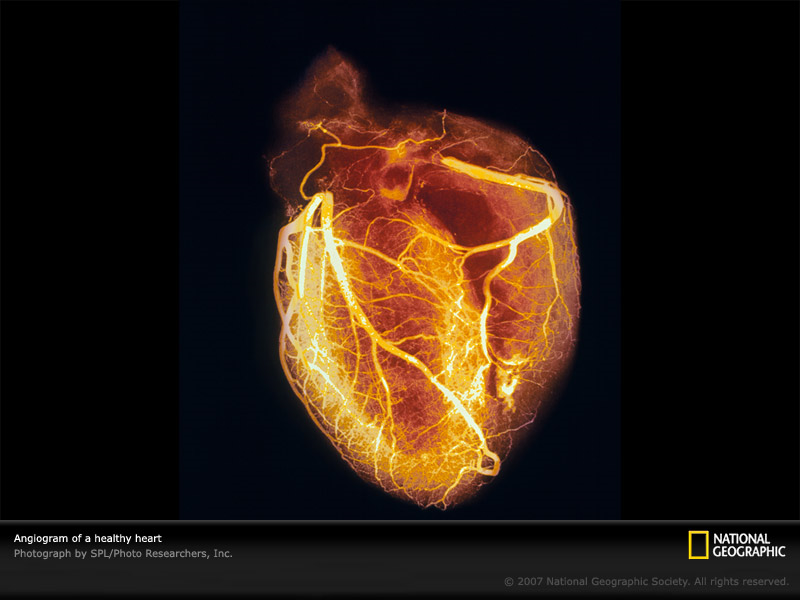 Angiogram of a healthy heart
Photograph by SPL/Photo Researchers, Inc.
NATIONAL
GEOGRAPHIC
© 2007 National Geographic Society. All rights reserved.